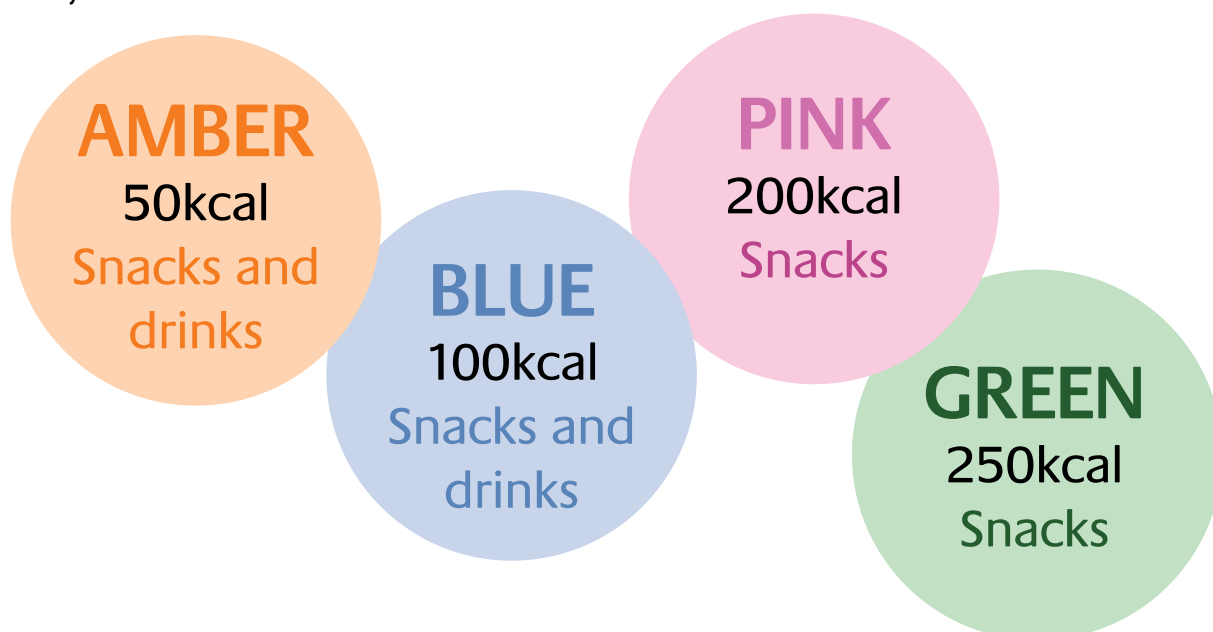 AMBER
50kcal
Snacks and
drinks
BLUE
100kcal
Snacks and
drinks
PINK
200kcal
Snacks
GREEN
250kcal
Snacks